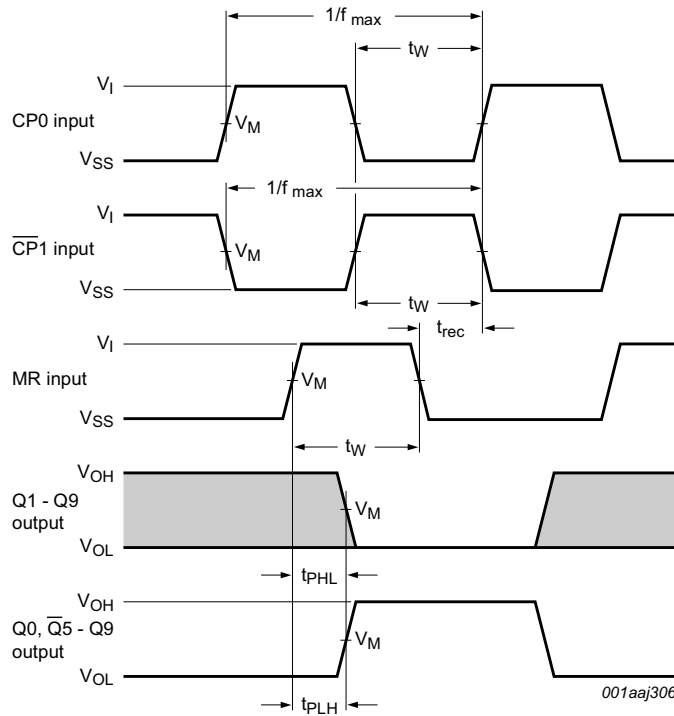 1/f max
tW
VI
CP0 input
VM
VSS
1/f max
VI
CP1 input
VM
VSS
tW
trec
VI
MR input
VM
VSS
tW
VOH
Q1 - Q9
output
VM
VOL
tPHL
VOH
Q0, Q5 - Q9
output
VM
VOL
tPLH
001aaj306